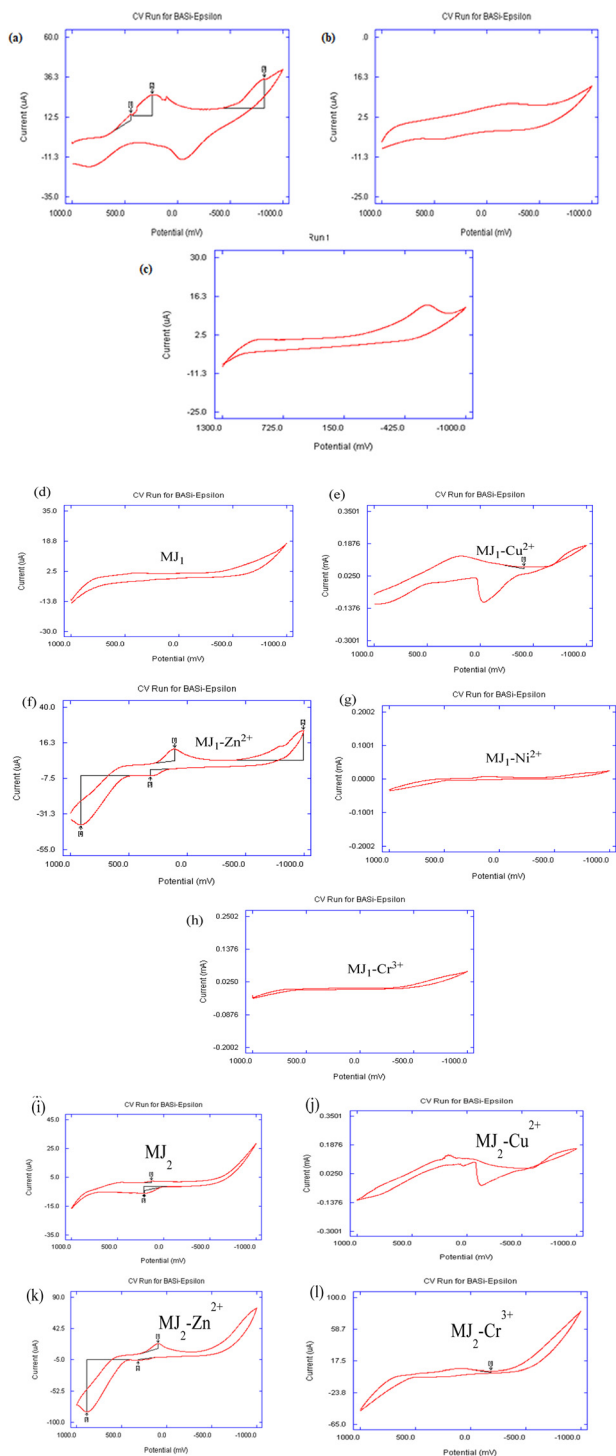 CV Run for BASi-Epsilon
(a)
60.0
36.3
12.5
-11.3
-35.0
Current (uA)
1000.0 500.0 0.0 -500.0 -1000.0
Potential (mV)
CV Run for BASi-Epsilon
(b)
.0
16.3
2.5
-11.3
-25.0
Current (uA)
1000.0 500.0 0.0 -500.0 -1000.0
Potential (mV)
Run 1
(c)
30.0
16.3
2.5
-11.3
-25.0
Current (uA)
1300.0 725.0 150.0 -425.0 -1000.0
Potential (mV)
(d)
CV Run for BASi-Epsilon
35.0
18.8
2.5
-13.8
-30.0
Current (uA)
MJ₁
1000.0 500.0 0.0 -500.0 -1000.0
Potential (mV)
(e)
CV Run for BASi-Epsilon
0.3501
0.1876
0.0250
-0.1376
-0.3001
Current (mA)
MJ₁-Cu²⁺
1000.0 500.0 0.0 -500.0 -1000.0
Potential (mV)
(f)
CV Run for BASi-Epsilon
40.0
16.3
-7.5
-31.3
-55.0
Current (uA)
MJ₁-Zn²⁺
1000.0 500.0 0.0 -500.0 -1000.0
Potential (mV)
(g)
CV Run for BASi-Epsilon
0.2002
0.1001
0.0000
-0.1001
-0.2002
Current (mA)
MJ₁-Ni²⁺
1000.0 500.0 0.0 -500.0 -1000.0
Potential (mV)
(h)
CV Run for BASi-Epsilon
0.2502
0.1376
0.0250
-0.0876
-0.2002
Current (mA)
MJ₁-Cr³⁺
1000.0 500.0 0.0 -500.0 -1000.0
Potential (mV)
(i)
CV Run for BASi-Epsilon
45.0
25.0
5.0
-15.0
-35.0
Current (uA)
MJ₂
1000.0 500.0 0.0 -500.0 -1000.0
Potential (mV)
(j)
CV Run for BASi-Epsilon
0.3501
0.1876
0.0250
-0.1376
-0.3001
Current (mA)
MJ₂-Cu²⁺
1000.0 500.0 0.0 -500.0 -1000.0
Potential (mV)
(k)
CV Run for BASi-Epsilon
90.0
42.5
-5.0
-52.5
-100.0
Current (uA)
MJ₂-Zn²⁺
1000.0 500.0 0.0 -500.0 -1000.0
Potential (mV)
(l)
CV Run for BASi-Epsilon
100.0
58.7
17.5
-23.8
-65.0
Current (uA)
MJ₂-Cr³⁺
1000.0 500.0 0.0 -500.0 -1000.0
Potential (mV)